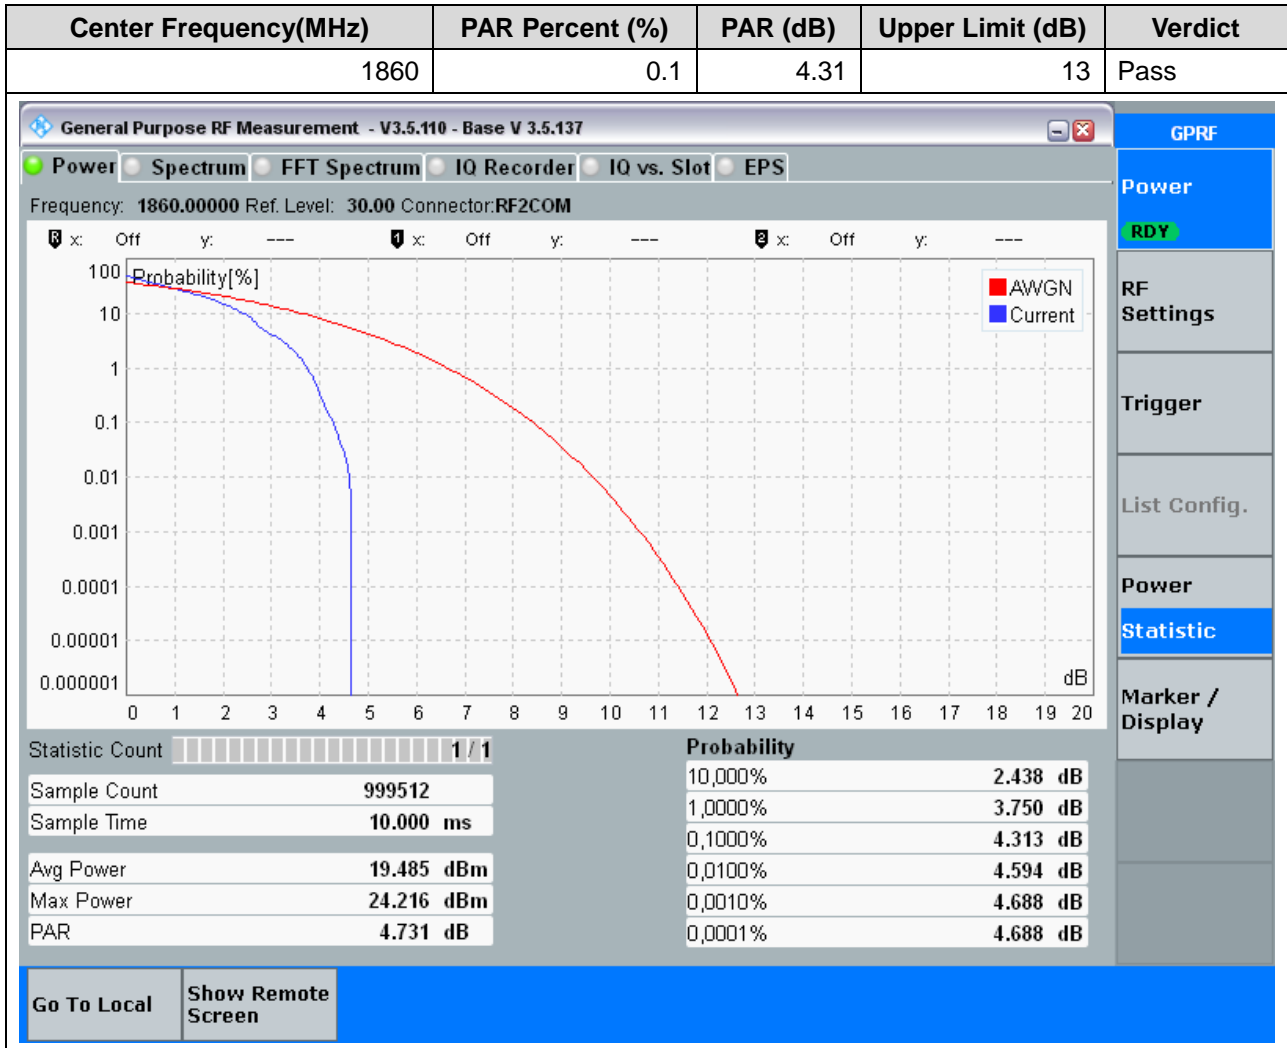 Center Frequency(MHz) PAR Percent (%) PAR (dB) Upper Limit (dB) Verdict
1860 0.1 4.31 13 Pass
General Purpose RF Measurement - V3.5.110 - Base V 3.5.137
GPRF
Power Spectrum FFT Spectrum IQ Recorder IQ vs. Slot EPS
Power
RDY
Frequency: 1860.00000 Ref. Level: 30.00 Connector:RF2COM
R x: Off y: --- 1 x: Off y: --- 2 x: Off y: ---
Probability[%]
AWGN
Current
100
10
1
0.1
0.01
0.001
0.0001
0.00001
0.000001
dB
0 1 2 3 4 5 6 7 8 9 10 11 12 13 14 15 16 17 18 19 20
RF
Settings
Trigger
List Config.
Power
Statistic
Marker /
Display
Statistic Count 1 / 1
Sample Count 999512
Sample Time 10.000 ms
Avg Power 19.485 dBm
Max Power 24.216 dBm
PAR 4.731 dB
Probability
10,000% 2.438 dB
1,0000% 3.750 dB
0,1000% 4.313 dB
0,0100% 4.594 dB
0,0010% 4.688 dB
0,0001% 4.688 dB
Go To Local
Show Remote
Screen